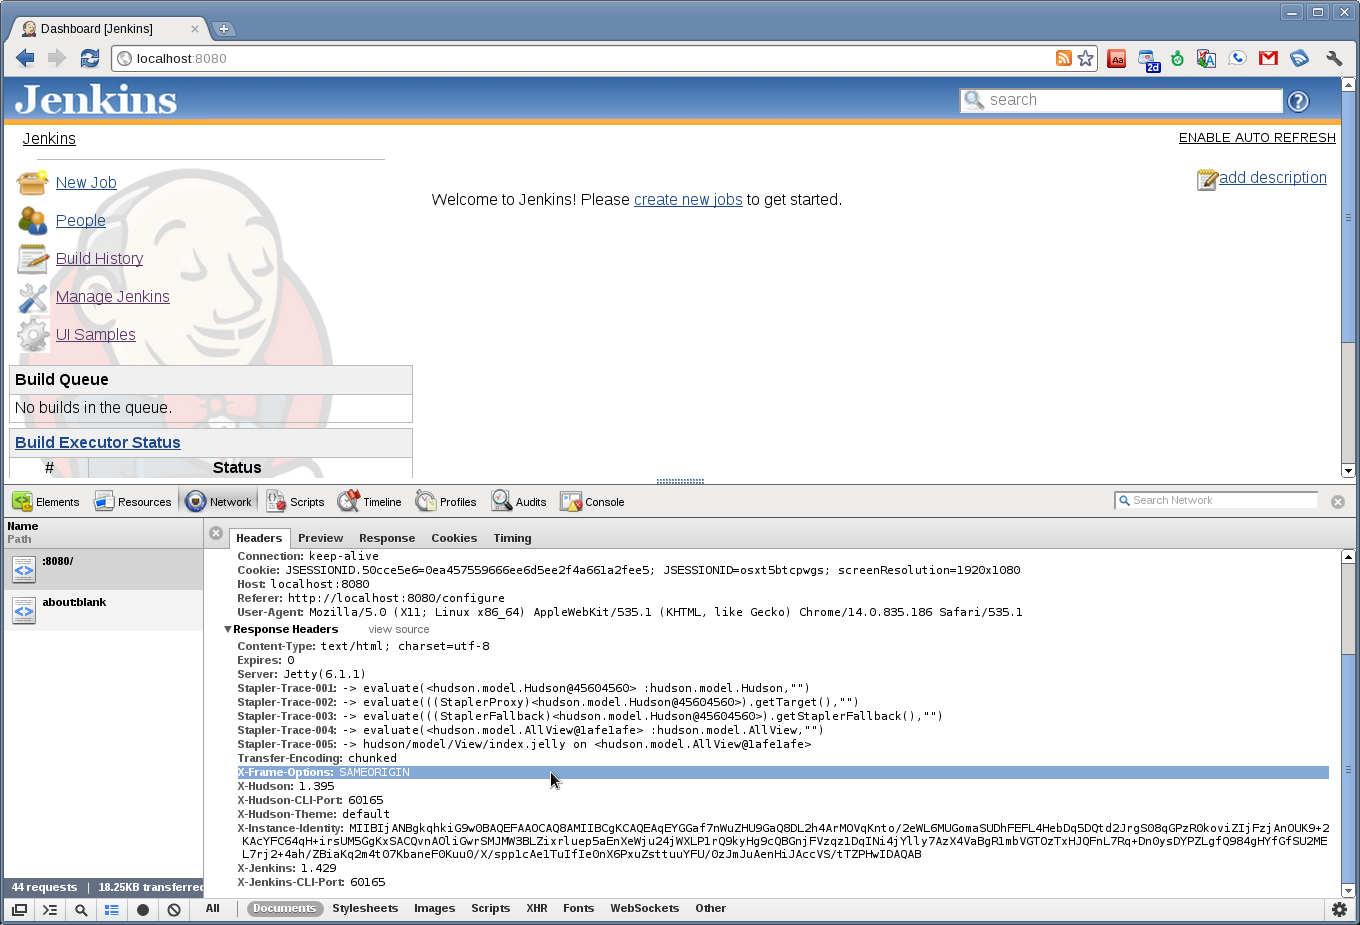 Dashboard [Jenkins]
localhost:8080
Aa
2d
Jenkins
search
?
Jenkins
ENABLE AUTO REFRESH
New Job
add description
Welcome to Jenkins! Please create new jobs to get started.
People
Build History
Manage Jenkins
UI Samples
Build Queue
No builds in the queue.
Build Executor Status
# Status
Elements Resources Network Scripts Timeline Profiles Audits Console Search Network
Name
Path
Headers Preview Response Cookies Timing
:8080/
about:blank
Connection: keep-alive
Cookie: JSESSIONID.50cce5e6=0ea457559666ee6d5ee2f4a661a2fee5; JSESSIONID=osxt5btcpwgs; screenResolution=1920x1080
Host: localhost:8080
Referer: http://localhost:8080/configure
User-Agent: Mozilla/5.0 (X11; Linux x86_64) AppleWebKit/535.1 (KHTML, like Gecko) Chrome/14.0.835.186 Safari/535.1
Response Headers view source
Content-Type: text/html; charset=utf-8
Expires: 0
Server: Jetty(6.1.1)
Stapler-Trace-001: -> evaluate(<hudson.model.Hudson@45604560> :hudson.model.Hudson,"")
Stapler-Trace-002: -> evaluate(((StaplerProxy)<hudson.model.Hudson@45604560>).getTarget(),"")
Stapler-Trace-003: -> evaluate(((StaplerFallback)<hudson.model.Hudson@45604560>).getStaplerFallback(),"")
Stapler-Trace-004: -> evaluate(<hudson.model.AllView@1afe1afe> :hudson.model.AllView,"")
Stapler-Trace-005: -> hudson/model/View/index.jelly on <hudson.model.AllView@1afe1afe>
Transfer-Encoding: chunked
X-Frame-Options: SAMEORIGIN
X-Hudson: 1.395
X-Hudson-CLI-Port: 60165
X-Hudson-Theme: default
X-Instance-Identity:
X-Jenkins: 1.429
X-Jenkins-CLI-Port: 60165
44 requests | 18.25KB transferred
All Documents Stylesheets Images Scripts XHR Fonts WebSockets Other